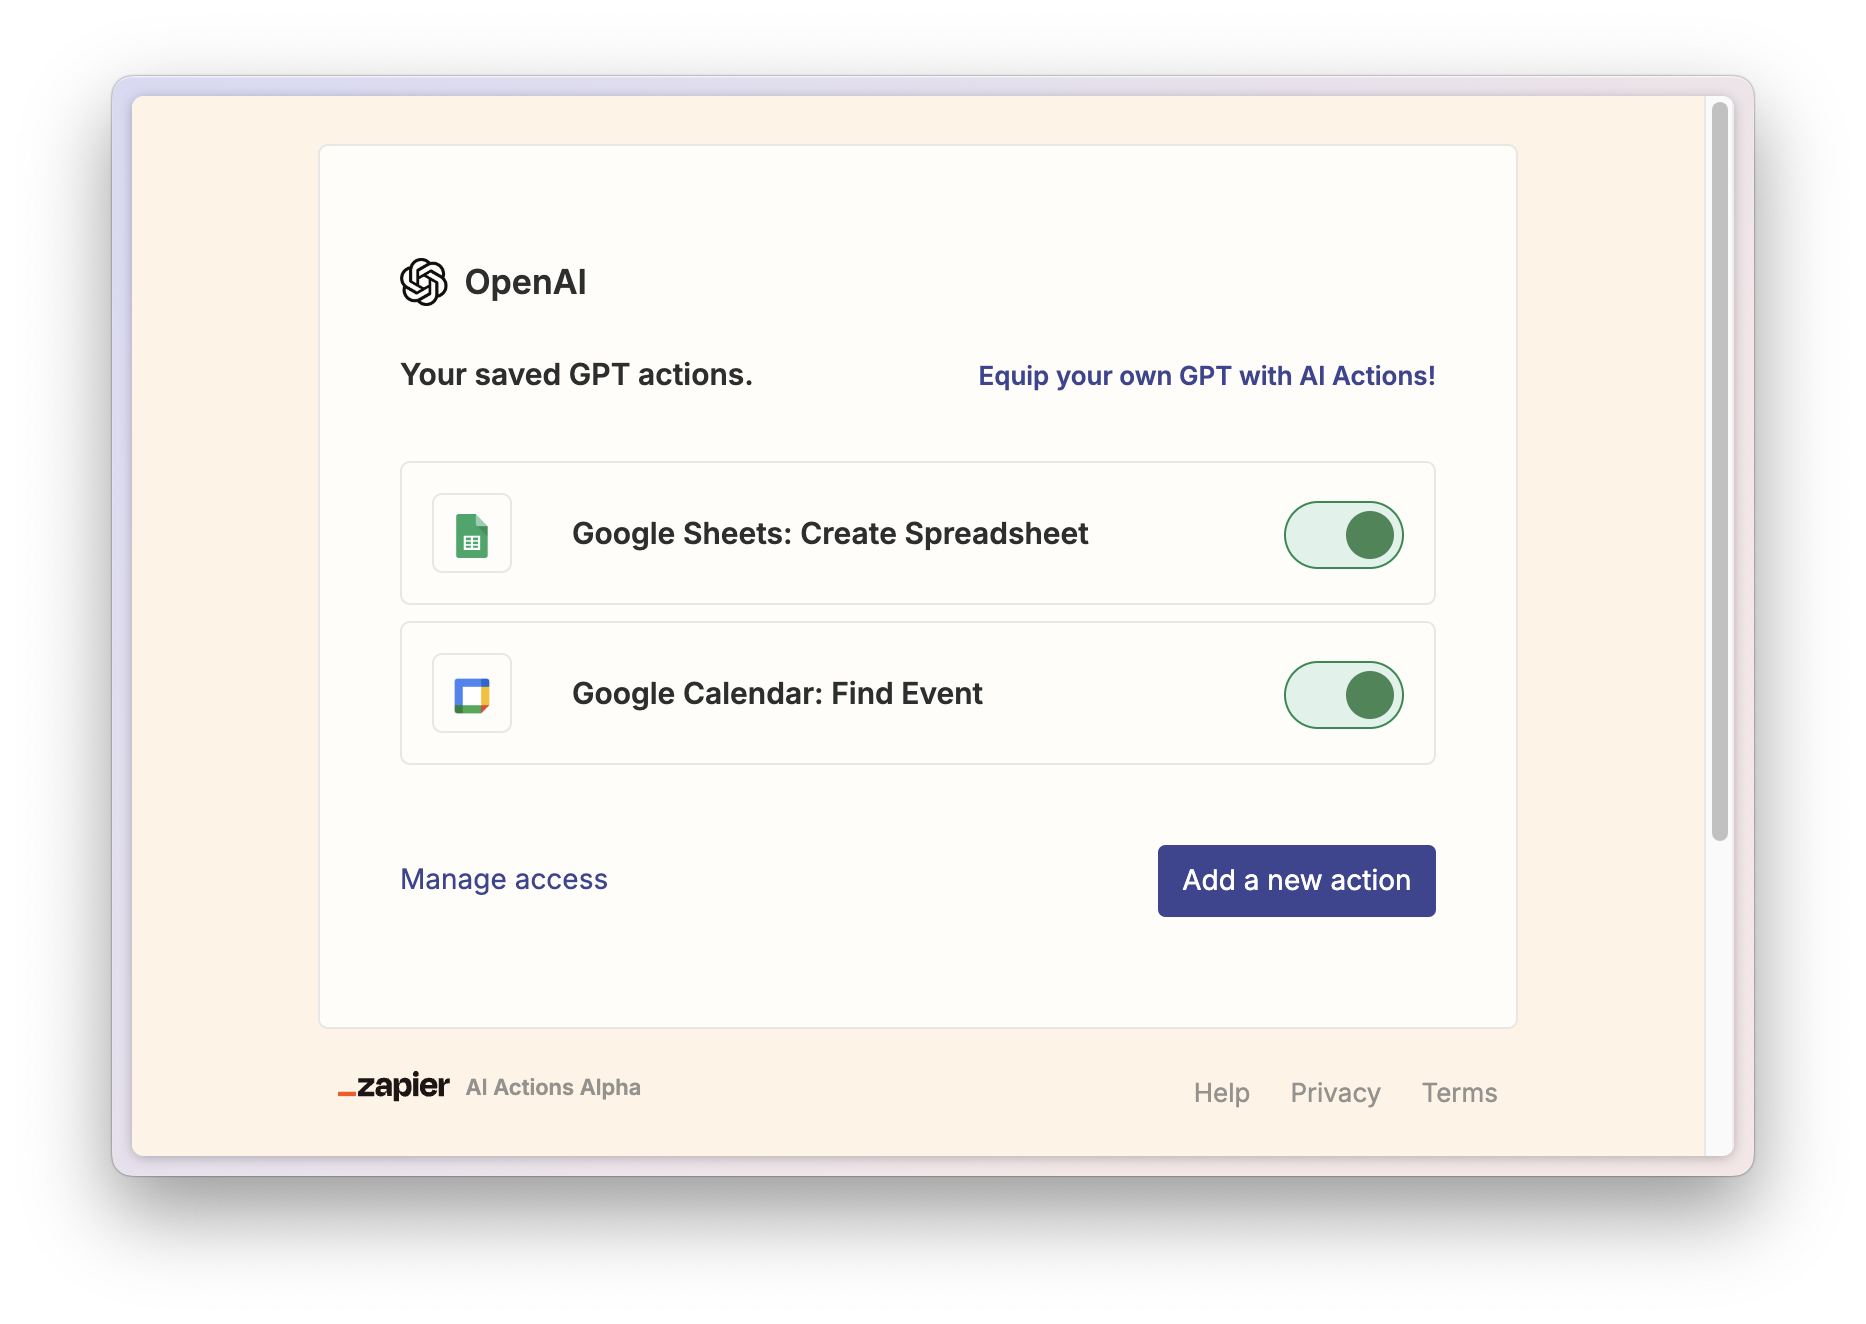 OpenAI
Your saved GPT actions.
Equip your own GPT with AI Actions!
Google Sheets: Create Spreadsheet
Google Calendar: Find Event
Manage access
Add a new action
_zapier AI Actions Alpha
Help Privacy Terms